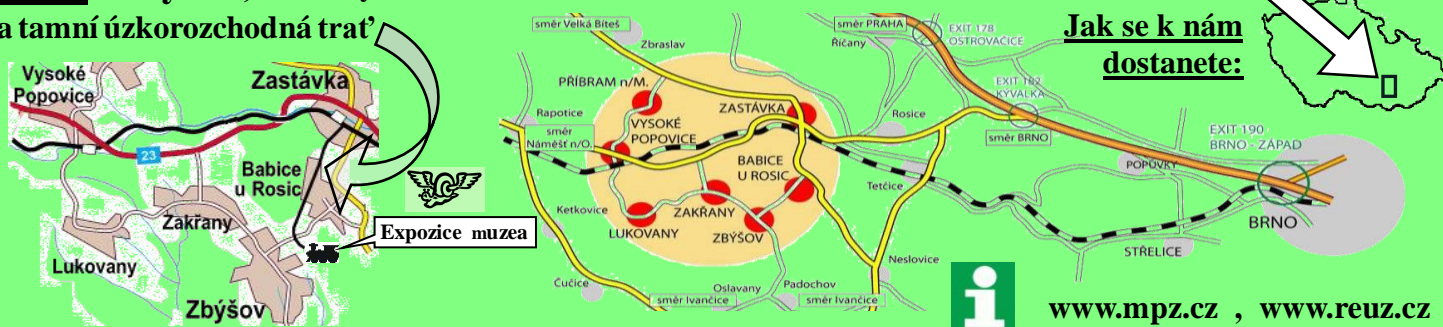 a tamní úzkorozchodná trať
Vysoké
Popovice
Zastávka
23
Babice
u Rosic
Zakřany
Lukovany
Zbýšov
Expozice muzea
směr Velká Bíteš
Zbraslav
PŘÍBRAM n/M.
Rapotice
směr
Náměšť n/O.
VYSOKÉ
POPOVICE
ZASTÁVKA
BABICE
U ROSIC
Ketkovice
LUKOVANY
ZAKŘANY
ZBÝŠOV
Čučice
směr Ivančice
Oslavany
Padochov
směr Ivančice
Neslovice
Tetčice
Rosice
Říčany
směr PRAHA
EXIT 178
OSTROVAČICE
EXIT 182
KÝVALKA
směr BRNO
POPŮVKY
EXIT 190
BRNO - ZÁPAD
BRNO
STŘELICE
Jak se k nám
dostanete:
i
www.mpz.cz , www.reuz.cz